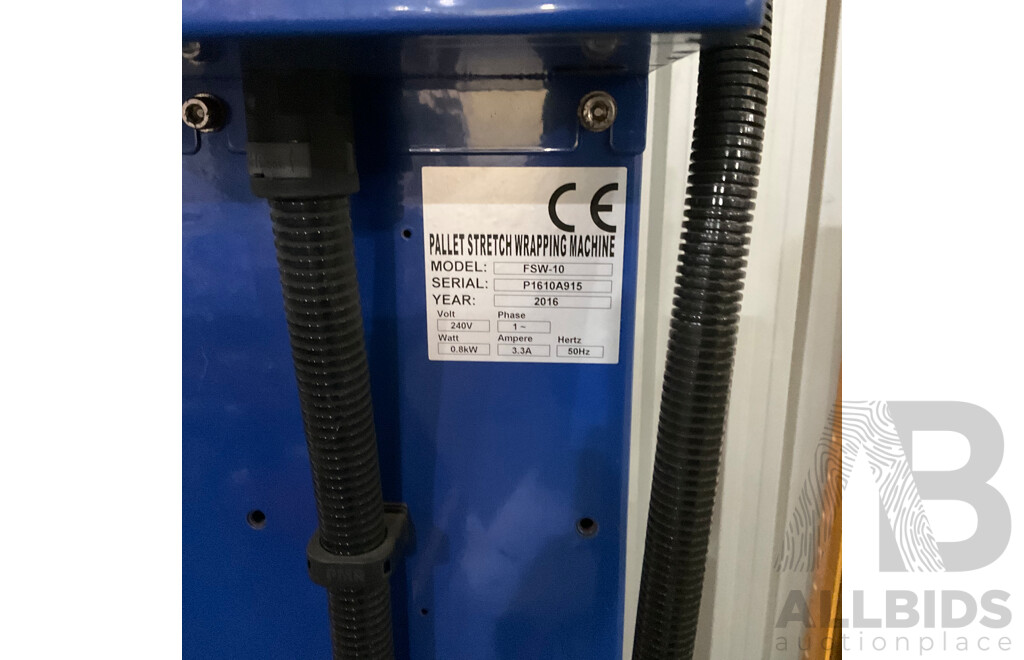 CE
PALLET STRETCH WRAPPING MACHINE
MODEL: FSW-10
SERIAL: P1610A915
YEAR: 2016
Volt Phase
240V 1 ~
Watt Ampere Hertz
0.8kW 3.3A 50Hz
AB
ALLBIDS
auctionplace